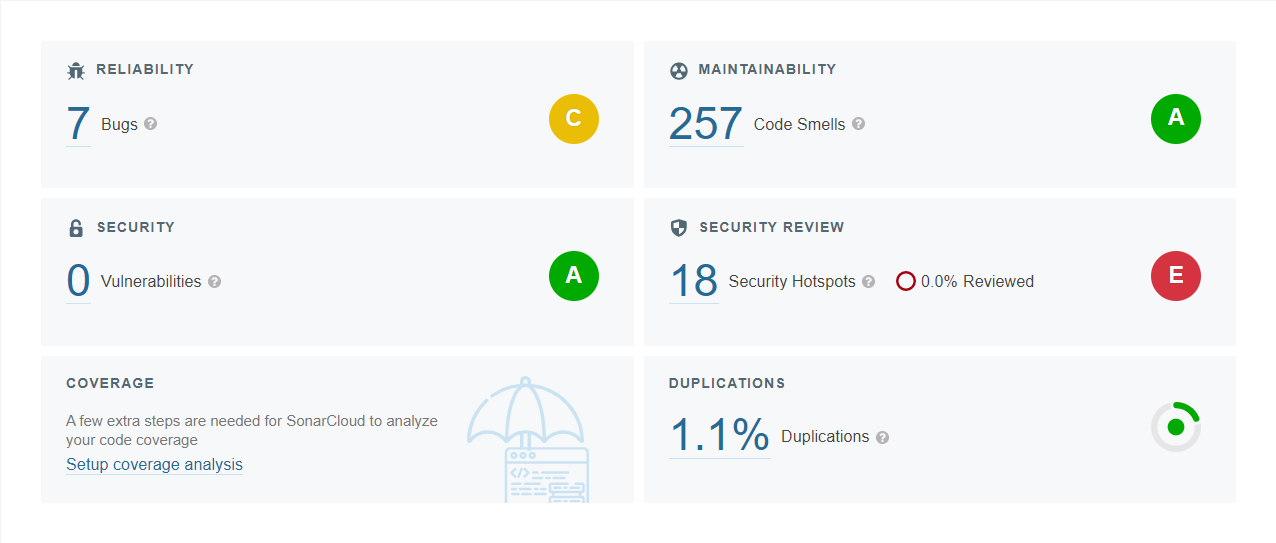 RELIABILITY
7 Bugs ?
C
MAINTAINABILITY
257 Code Smells ?
A
SECURITY
0 Vulnerabilities ?
A
SECURITY REVIEW
18 Security Hotspots ? 0.0% Reviewed
E
COVERAGE
A few extra steps are needed for SonarCloud to analyze
your code coverage
Setup coverage analysis
</>
DUPLICATIONS
1.1% Duplications ?